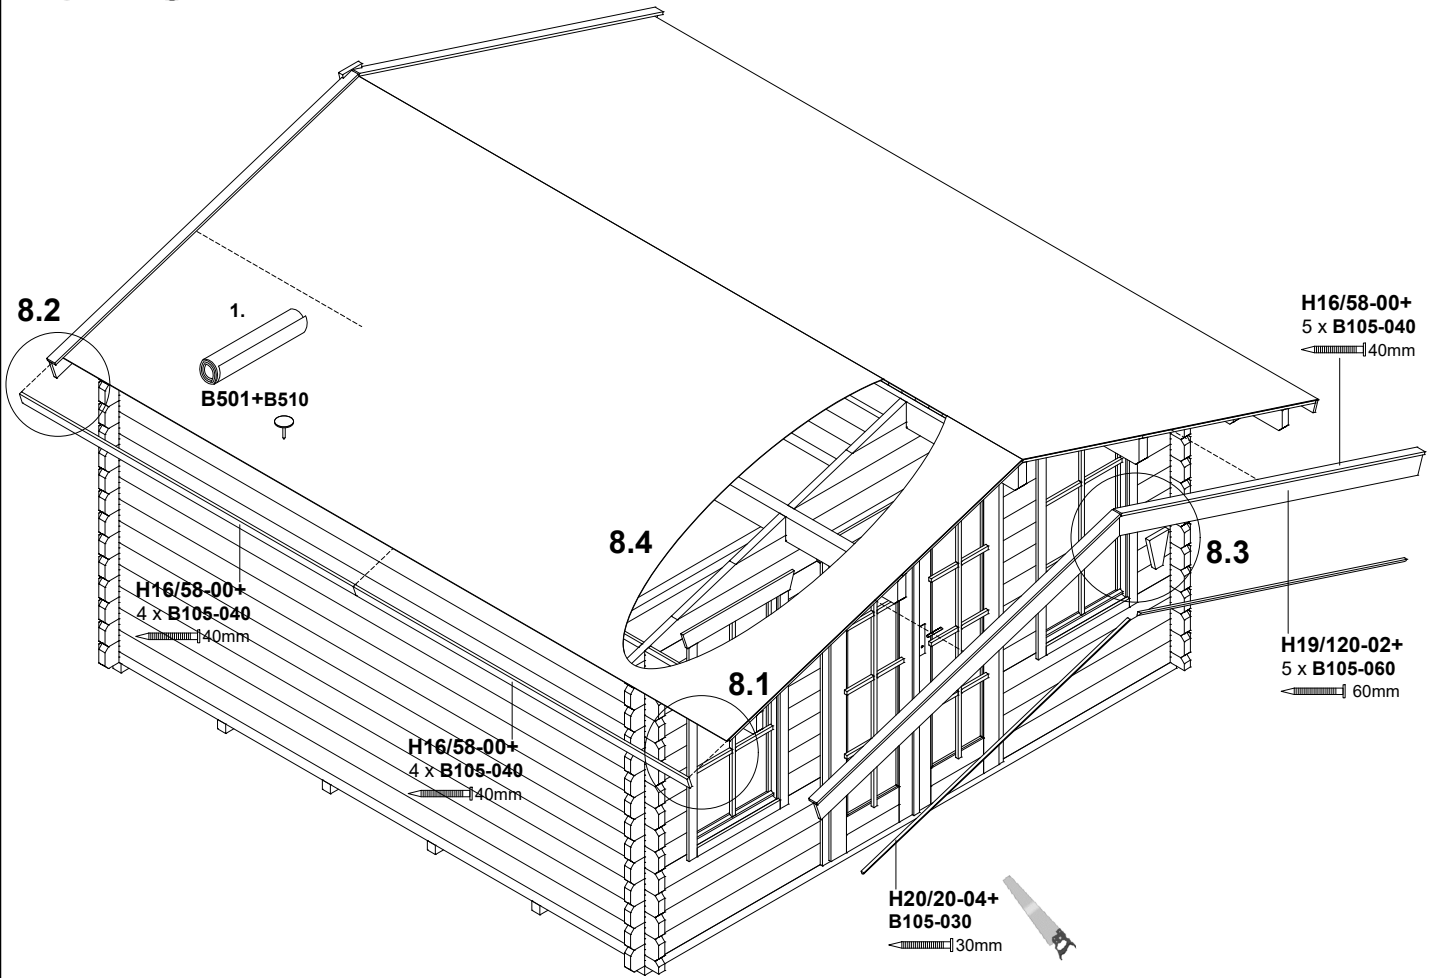 8.2
1.
B501+B510
H16/58-00+
5 x B105-040
40mm
8.4
8.3
H16/58-00+
4 x B105-040
40mm
H19/120-02+
5 x B105-060
60mm
8.1
H16/58-00+
4 x B105-040
40mm
H20/20-04+
B105-030
30mm